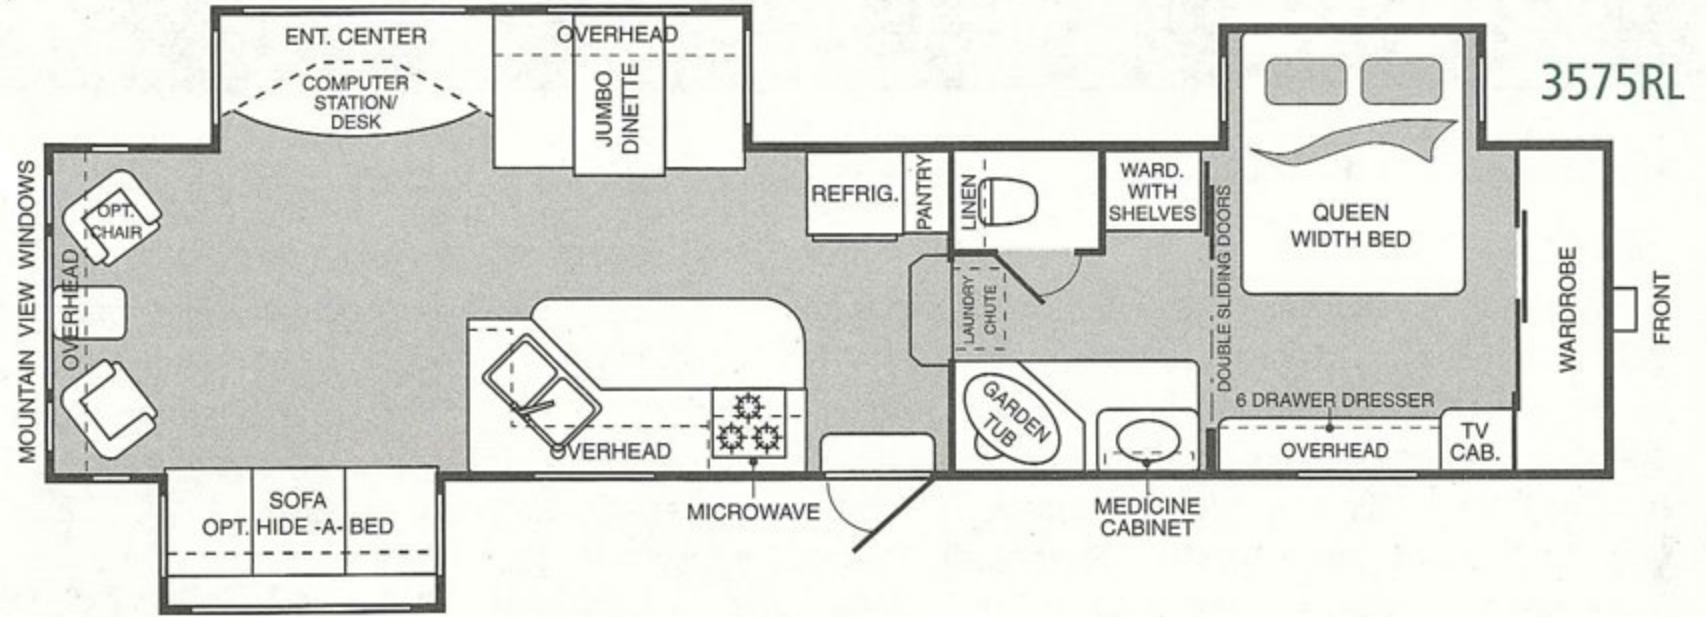 3575RL
ENT. CENTER
COMPUTER
STATION/
DESK
OVERHEAD
JUMBO
DINETTE
MOUNTAIN VIEW WINDOWS
OPT.
CHAIR
OVERHEAD
REFRIG.
PANTRY
LINEN
WARD.
WITH
SHELVES
DOUBLE SLIDING DOORS
QUEEN
WIDTH BED
WARDROBE
FRONT
LAUNDRY
CHUTE
GARDEN
TUB
6 DRAWER DRESSER
OVERHEAD
TV
CAB.
OVERHEAD
MICROWAVE
MEDICINE
CABINET
SOFA
OPT. HIDE -A- BED